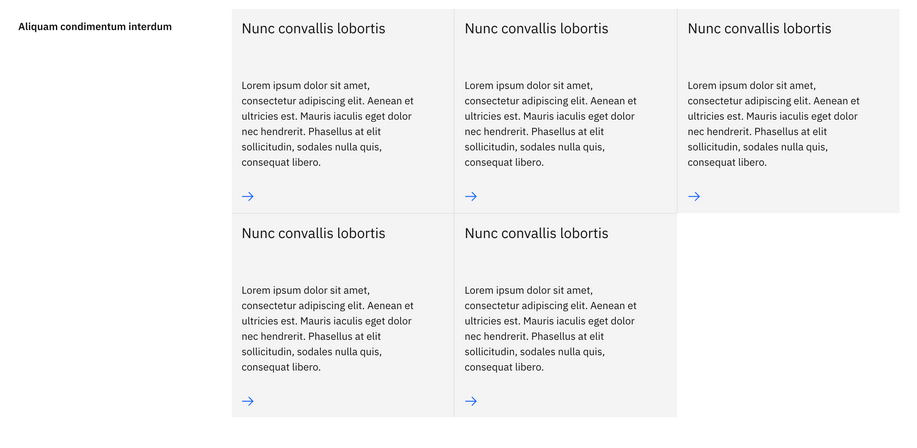 Aliquam condimentum interdum
Nunc convallis lobortis
Lorem ipsum dolor sit amet,
consectetur adipiscing elit. Aenean et
ultricies est. Mauris iaculis eget dolor
nec hendrerit. Phasellus at elit
sollicitudin, sodales nulla quis,
consequat libero.
Nunc convallis lobortis
Lorem ipsum dolor sit amet,
consectetur adipiscing elit. Aenean et
ultricies est. Mauris iaculis eget dolor
nec hendrerit. Phasellus at elit
sollicitudin, sodales nulla quis,
consequat libero.
Nunc convallis lobortis
Lorem ipsum dolor sit amet,
consectetur adipiscing elit. Aenean et
ultricies est. Mauris iaculis eget dolor
nec hendrerit. Phasellus at elit
sollicitudin, sodales nulla quis,
consequat libero.
Nunc convallis lobortis
Lorem ipsum dolor sit amet,
consectetur adipiscing elit. Aenean et
ultricies est. Mauris iaculis eget dolor
nec hendrerit. Phasellus at elit
sollicitudin, sodales nulla quis,
consequat libero.
Nunc convallis lobortis
Lorem ipsum dolor sit amet,
consectetur adipiscing elit. Aenean et
ultricies est. Mauris iaculis eget dolor
nec hendrerit. Phasellus at elit
sollicitudin, sodales nulla quis,
consequat libero.